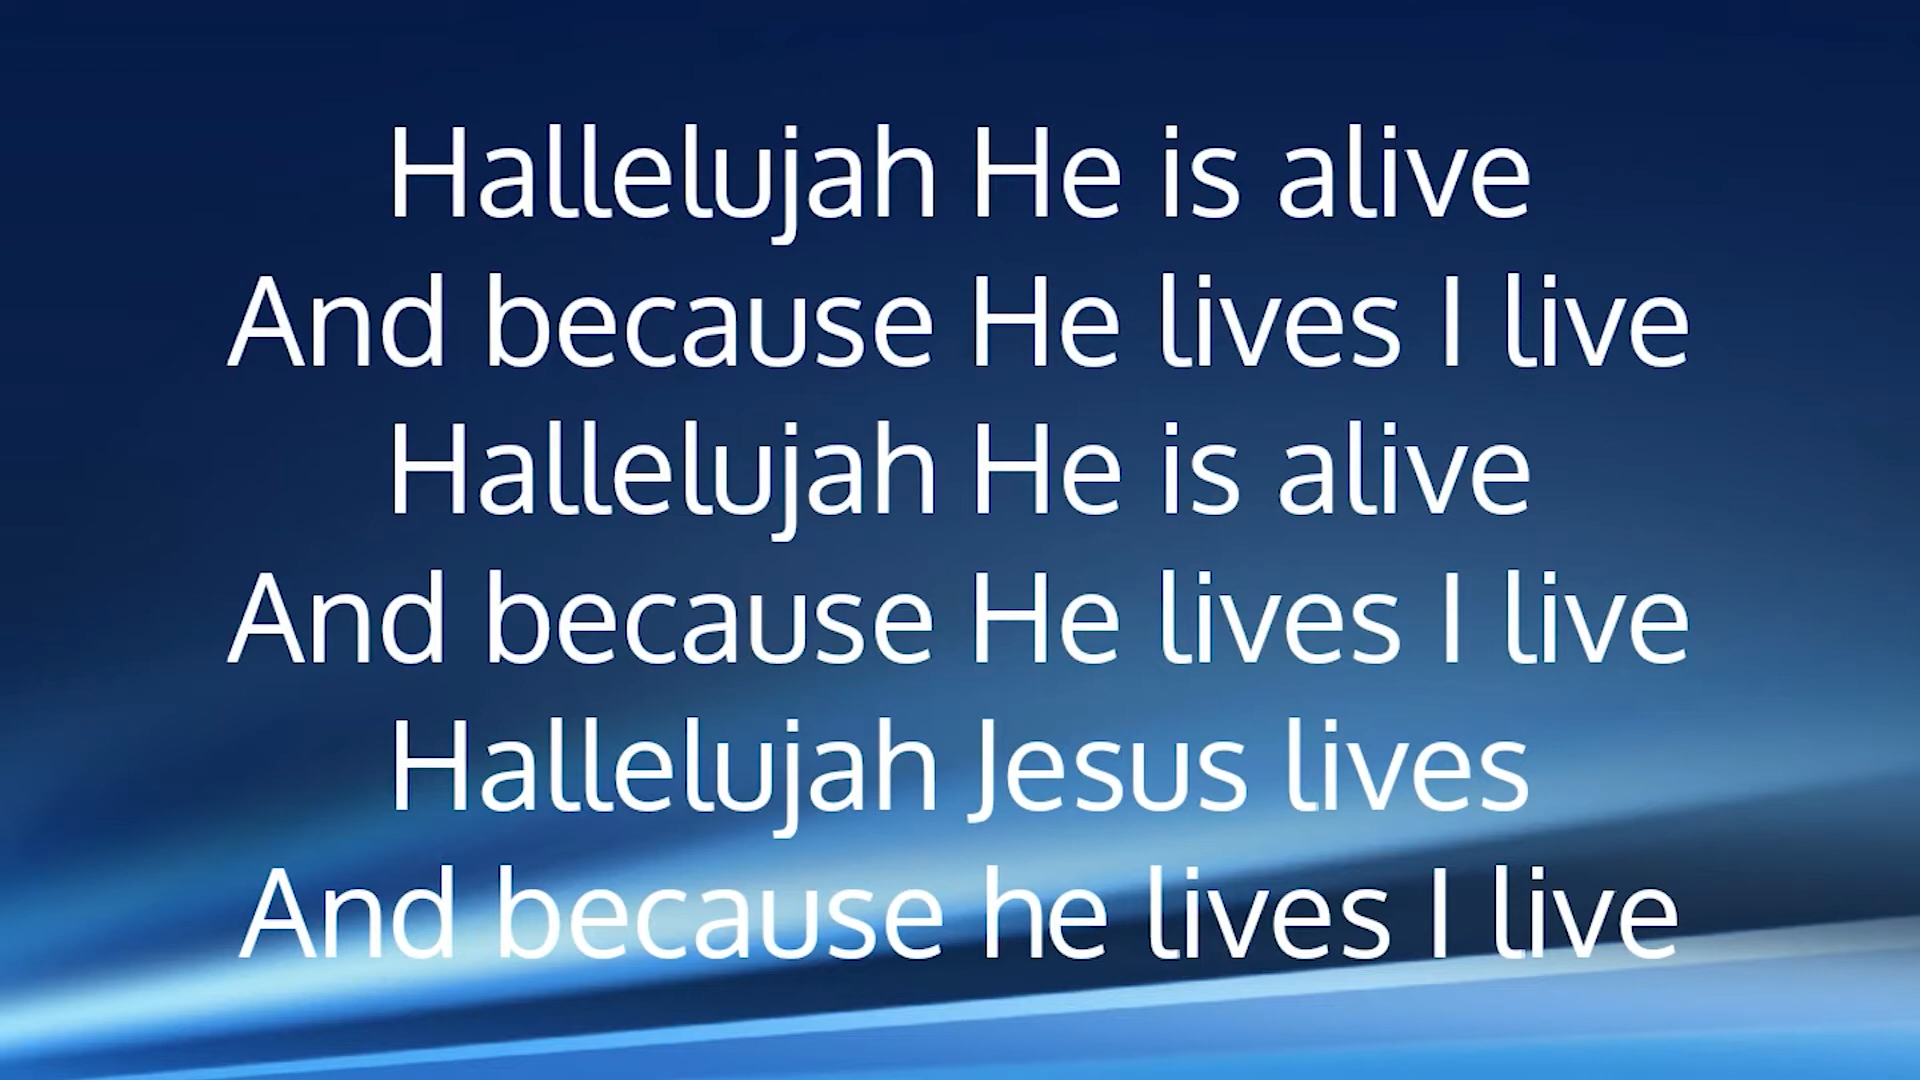 Hallelujah He is alive
And because He lives I live
Hallelujah He is alive
And because He lives I live
Hallelujah Jesus lives
And because he lives I live